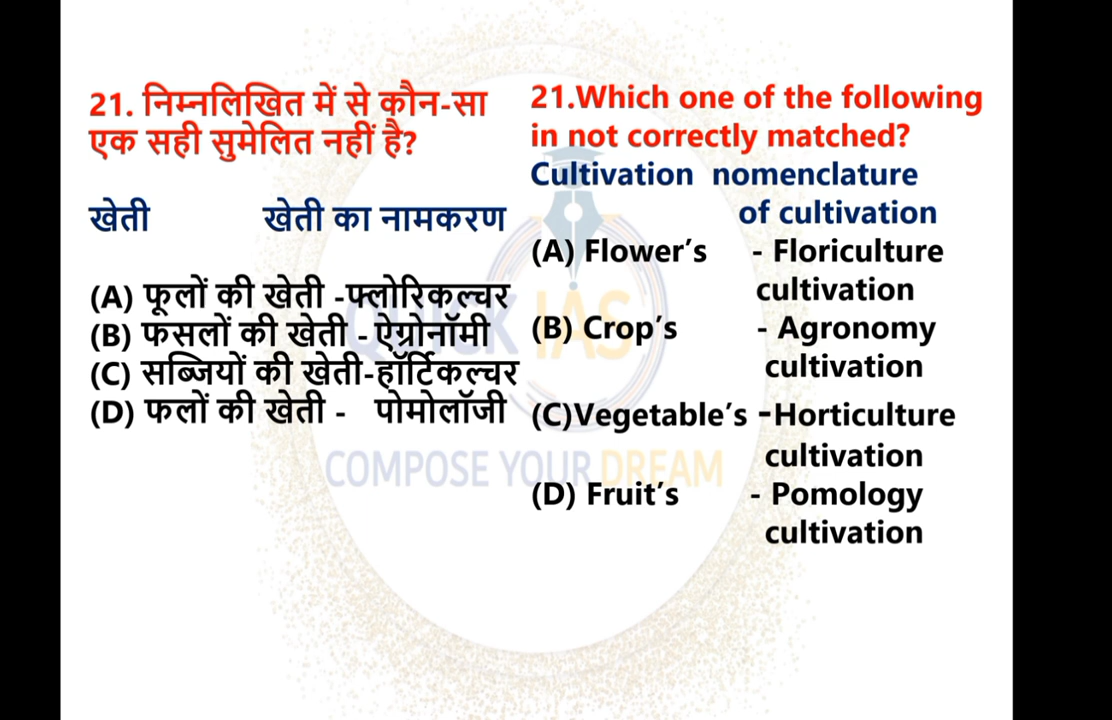 21. निम्नलिखित में से कौन-सा
एक सही सुमेलित नहीं है?
खेती खेती का नामकरण
(A) फूलों की खेती -फ्लोरिकल्चर
(B) फसलों की खेती - ऐग्रोनॉमी
(C) सब्जियों की खेती-हॉर्टिकल्चर
(D) फलों की खेती - पोमोलॉजी
21.Which one of the following
in not correctly matched?
Cultivation nomenclature
of cultivation
(A) Flower’s - Floriculture
cultivation
(B) Crop’s - Agronomy
cultivation
(C)Vegetable’s -Horticulture
cultivation
(D) Fruit’s - Pomology
cultivation
QUICK IAS
COMPOSE YOUR DREAM